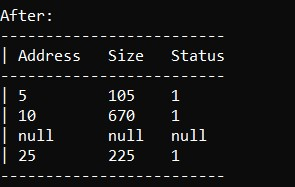 After:
-------------------------
| Address   Size   Status
-------------------------
| 5         105    1
| 10        670    1
| null      null   null
| 25        225    1
-------------------------